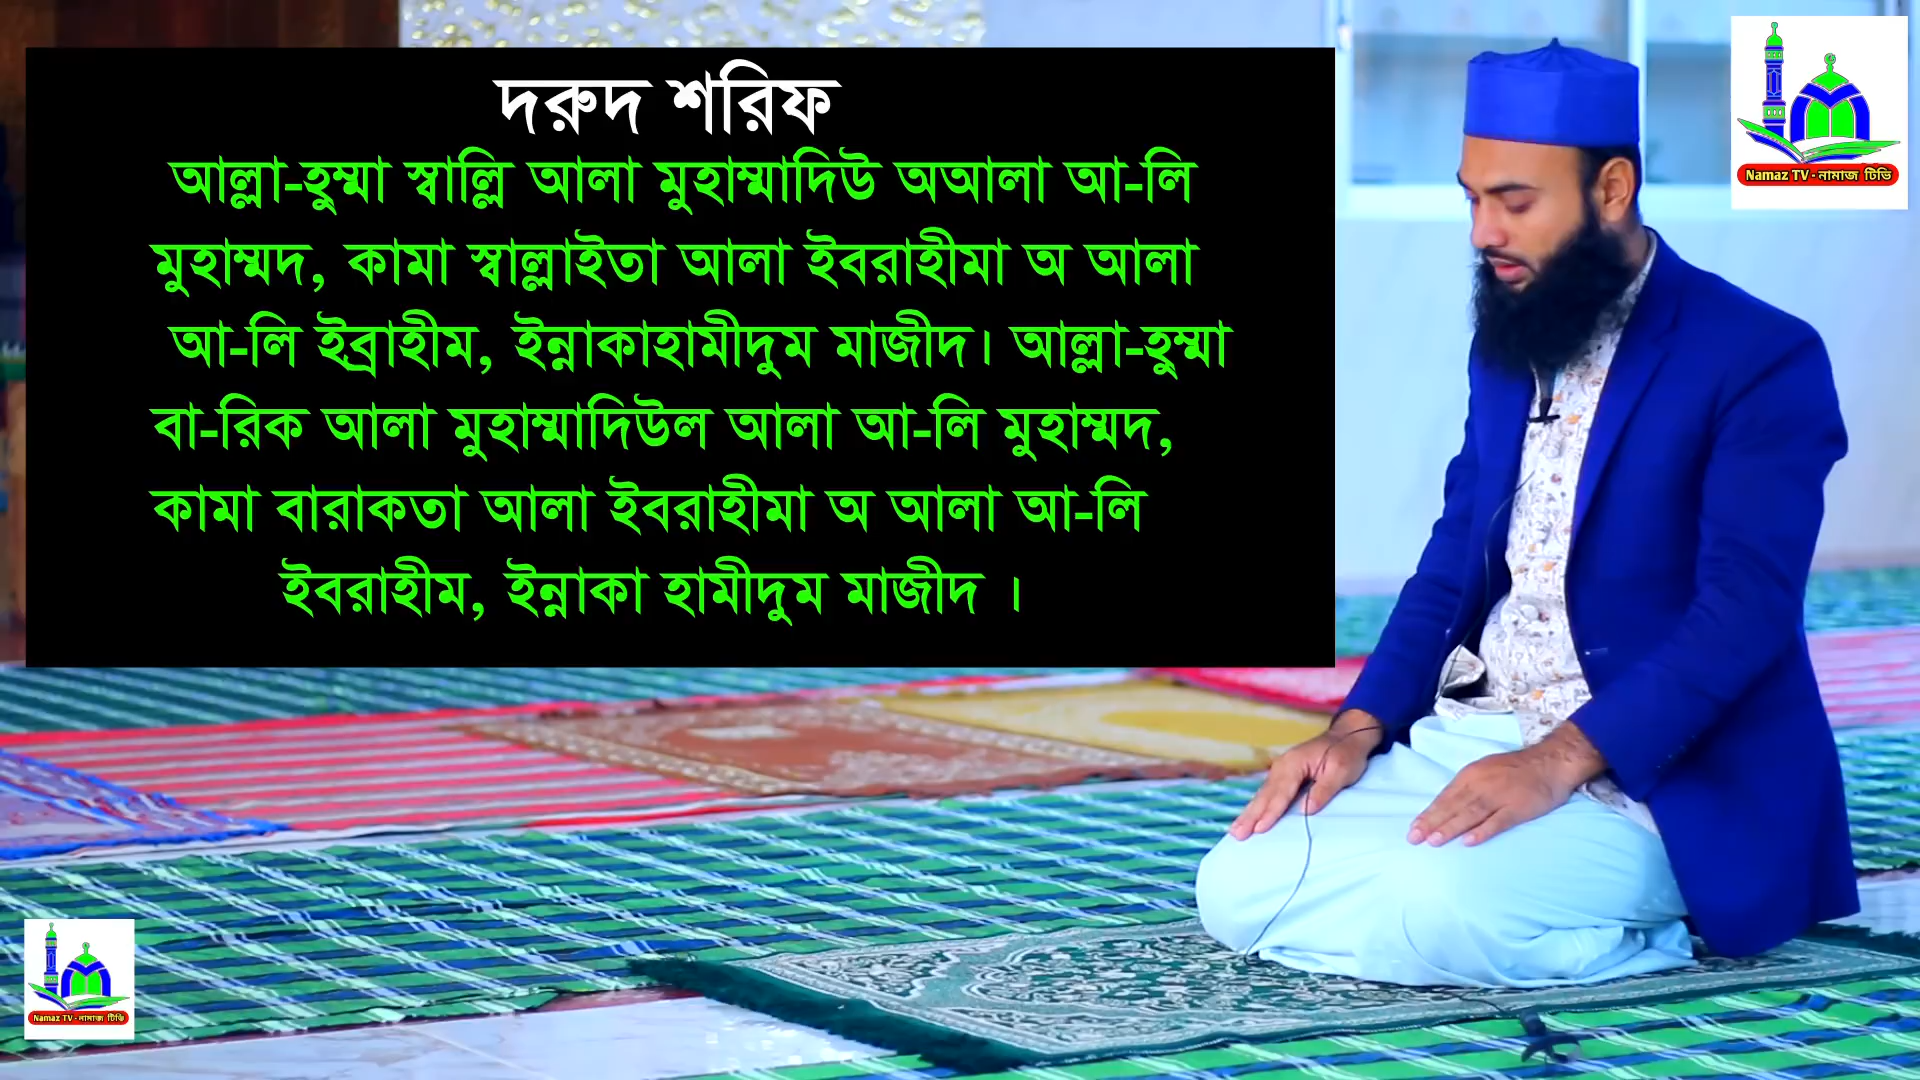 দরুদ শরিফ
আল্লা-হুম্মা স্বাল্লি আলা মুহাম্মাদিউ অআলা আ-লি
মুহাম্মদ, কামা স্বাল্লাইতা আলা ইবরাহীমা অ আলা
আ-লি ইব্রাহীম, ইন্নাকাহামীদুম মাজীদ। আল্লা-হুম্মা
বা-রিক আলা মুহাম্মাদিউল আলা আ-লি মুহাম্মদ,
কামা বারাকতা আলা ইবরাহীমা অ আলা আ-লি
ইবরাহীম, ইন্নাকা হামীদুম মাজীদ ।
Namaz TV - নামাজ টিভি
Namaz TV - নামাজ টিভি